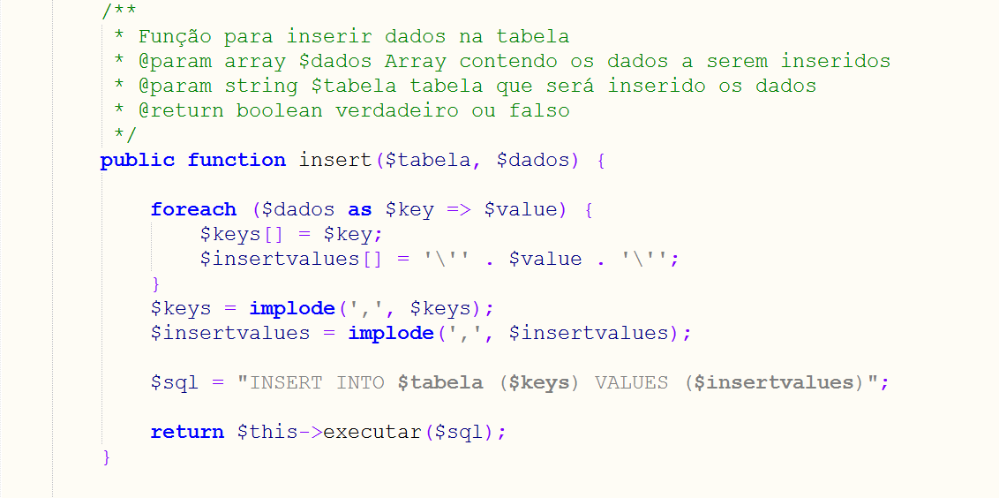 /**
 * Função para inserir dados na tabela
 * @param array $dados Array contendo os dados a serem inseridos
 * @param string $tabela tabela que será inserido os dados
 * @return boolean verdadeiro ou falso
 */
public function insert($tabela, $dados) {
foreach ($dados as $key => $value) {
$keys[] = $key;
$insertvalues[] = '\'' . $value . '\'';
}
$keys = implode(',', $keys);
$insertvalues = implode(',', $insertvalues);
$sql = "INSERT INTO $tabela ($keys) VALUES ($insertvalues)";
return $this->executar($sql);
}